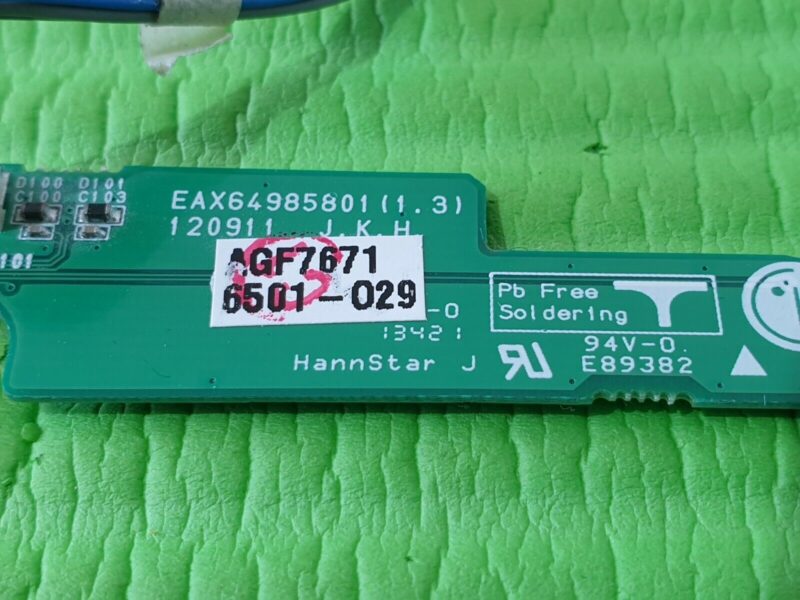 D100 D101
C100 C103
EAX64985801(1.3)
120911 J.K.H
101
AGF7671
6501-029
-0
13421
Pb Free
Soldering
94V-0.
HannStar J
E89382